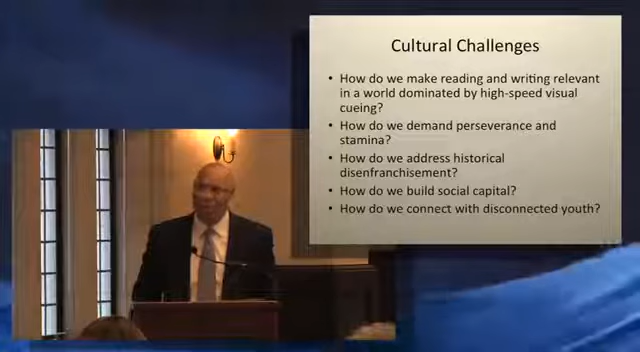 Cultural Challenges
• How do we make reading and writing relevant
in a world dominated by high-speed visual
cueing?
• How do we demand perseverance and
stamina?
• How do we address historical
disenfranchisement?
• How do we build social capital?
• How do we connect with disconnected youth?